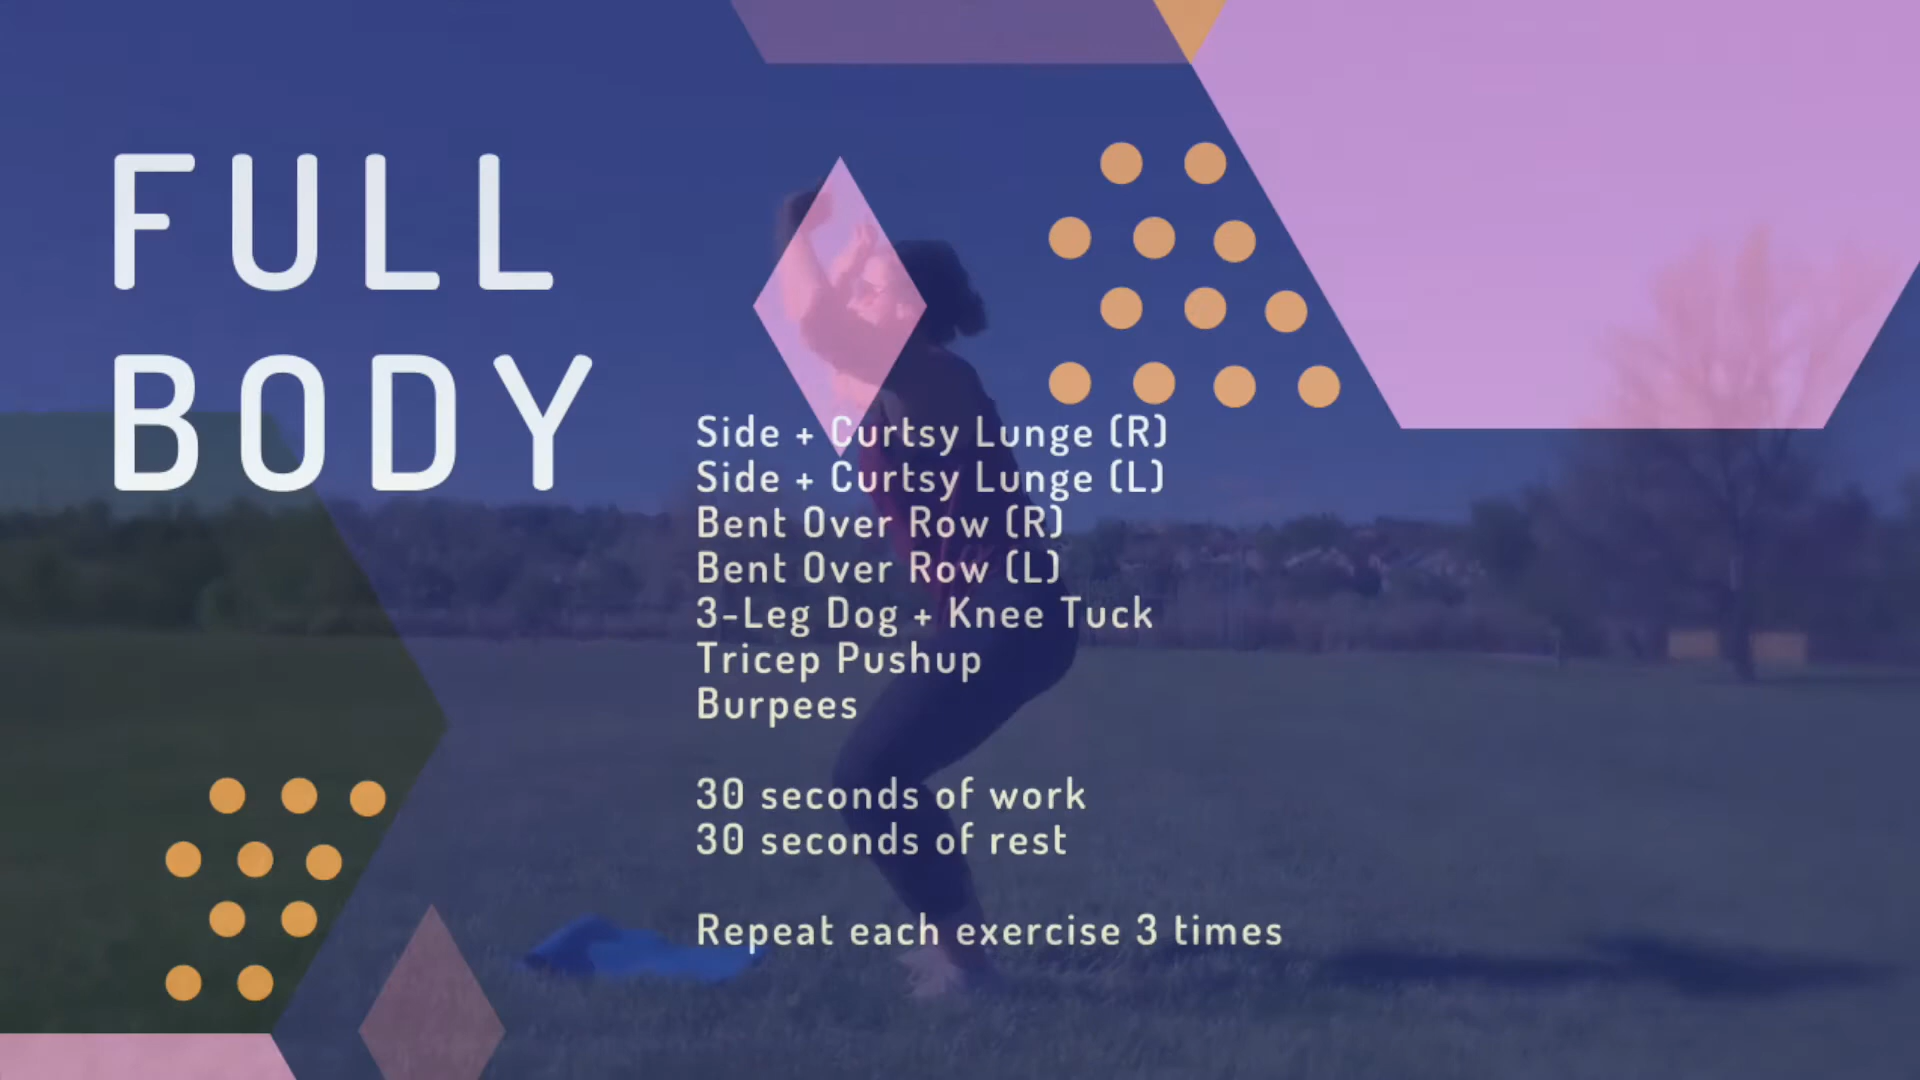 FULL
BODY
Side + Curtsy Lunge (R)
Side + Curtsy Lunge (L)
Bent Over Row (R)
Bent Over Row (L)
3-Leg Dog + Knee Tuck
Tricep Pushup
Burpees
30 seconds of work
30 seconds of rest
Repeat each exercise 3 times